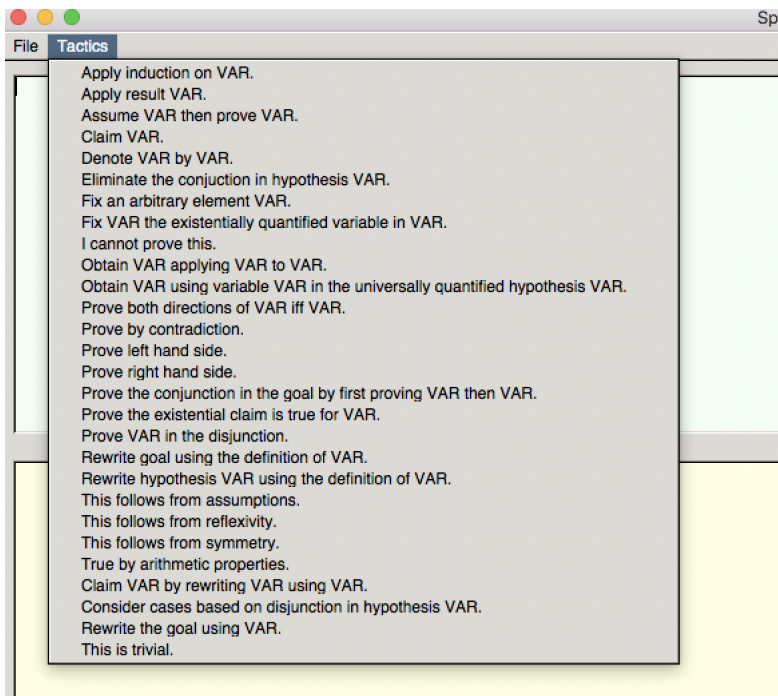 Sp
File Tactics
Apply induction on VAR.
Apply result VAR.
Assume VAR then prove VAR.
Claim VAR.
Denote VAR by VAR.
Eliminate the conjuction in hypothesis VAR.
Fix an arbitrary element VAR.
Fix VAR the existentially quantified variable in VAR.
I cannot prove this.
Obtain VAR applying VAR to VAR.
Obtain VAR using variable VAR in the universally quantified hypothesis VAR.
Prove both directions of VAR iff VAR.
Prove by contradiction.
Prove left hand side.
Prove right hand side.
Prove the conjunction in the goal by first proving VAR then VAR.
Prove the existential claim is true for VAR.
Prove VAR in the disjunction.
Rewrite goal using the definition of VAR.
Rewrite hypothesis VAR using the definition of VAR.
This follows from assumptions.
This follows from reflexivity.
This follows from symmetry.
True by arithmetic properties.
Claim VAR by rewriting VAR using VAR.
Consider cases based on disjunction in hypothesis VAR.
Rewrite the goal using VAR.
This is trivial.